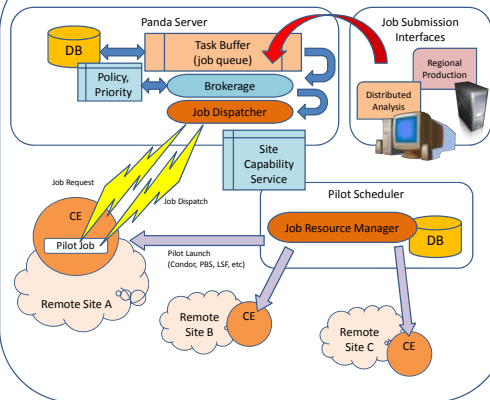 Panda Server
Job Submission
Interfaces
DB
Task Buffer
(job queue)
Regional
Production
Policy,
Priority
Brokerage
Distributed
Analysis
Job Dispatcher
Site
Capability
Service
Job Request
Job Dispatch
Pilot Scheduler
CE
Pilot Job
Job Resource Manager
DB
Pilot Launch
(Condor, PBS, LSF, etc)
Remote Site A
Remote
Site B
CE
Remote
Site C
CE